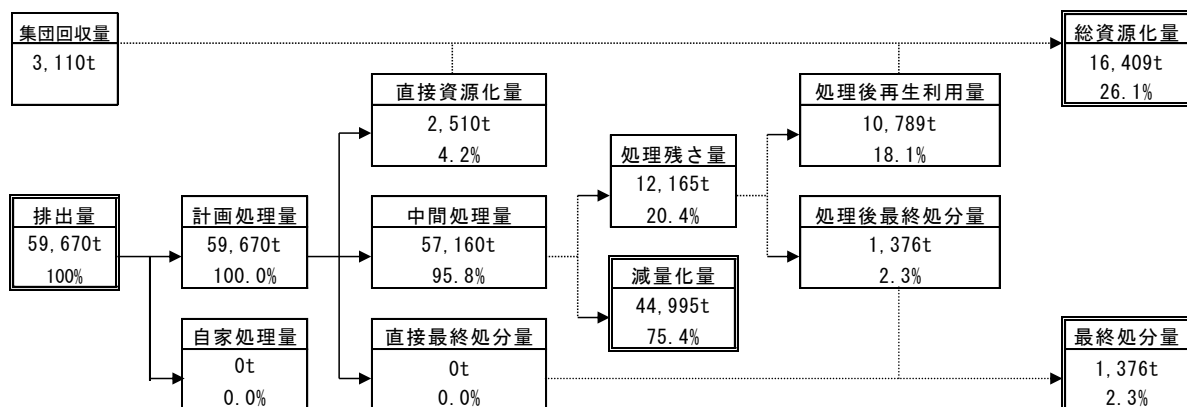 集団回収量
3,110t
総資源化量
16,409t
26.1%
直接資源化量
2,510t
4.2%
処理後再生利用量
10,789t
18.1%
処理残さ量
12,165t
20.4%
排出量
59,670t
100%
計画処理量
59,670t
100.0%
中間処理量
57,160t
95.8%
処理後最終処分量
1,376t
2.3%
減量化量
44,995t
75.4%
自家処理量
0t
0.0%
直接最終処分量
0t
0.0%
最終処分量
1,376t
2.3%